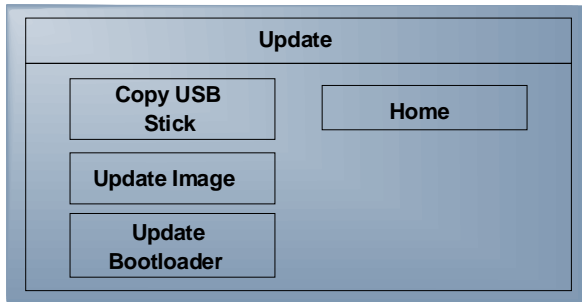 Update
Copy USB
Stick
Home
Update Image
Update
Bootloader